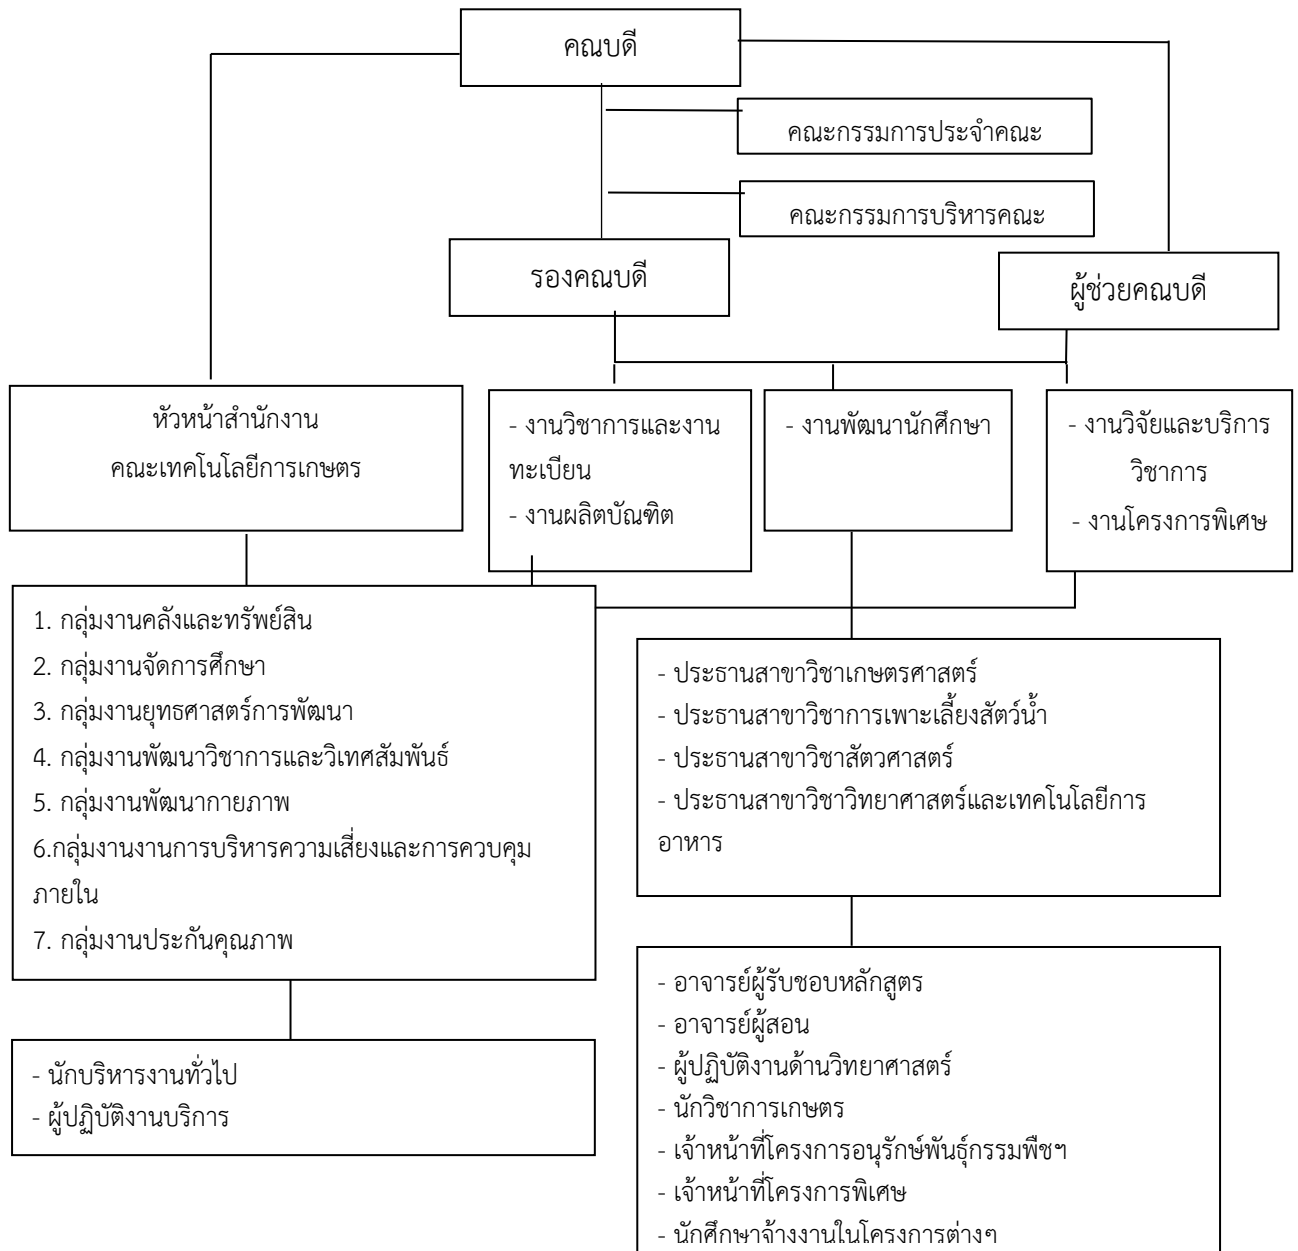 คณบดี
คณะกรรมการประจำคณะ
คณะกรรมการบริหารคณะ
รองคณบดี
ผู้ช่วยคณบดี
หัวหน้าสำนักงาน
คณะเทคโนโลยีการเกษตร
- งานวิชาการและงาน
ทะเบียน
- งานผลิตบัณฑิต
- งานพัฒนานักศึกษา
- งานวิจัยและบริการ
วิชาการ
- งานโครงการพิเศษ
1. กลุ่มงานคลังและทรัพย์สิน
2. กลุ่มงานจัดการศึกษา
3. กลุ่มงานยุทธศาสตร์การพัฒนา
4. กลุ่มงานพัฒนาวิชาการและวิเทศสัมพันธ์
5. กลุ่มงานพัฒนากายภาพ
6.กลุ่มงานงานการบริหารความเสี่ยงและการควบคุม
ภายใน
7. กลุ่มงานประกันคุณภาพ
- ประธานสาขาวิชาเกษตรศาสตร์
- ประธานสาขาวิชาการเพาะเลี้ยงสัตว์น้ำ
- ประธานสาขาวิชาสัตวศาสตร์
- ประธานสาขาวิชาวิทยาศาสตร์และเทคโนโลยีการ
อาหาร
- นักบริหารงานทั่วไป
- ผู้ปฏิบัติงานบริการ
- อาจารย์ผู้รับชอบหลักสูตร
- อาจารย์ผู้สอน
- ผู้ปฏิบัติงานด้านวิทยาศาสตร์
- นักวิชาการเกษตร
- เจ้าหน้าที่โครงการอนุรักษ์พันธุ์กรรมพืชฯ
- เจ้าหน้าที่โครงการพิเศษ
- นักศึกษาจ้างงานในโครงการต่างๆ